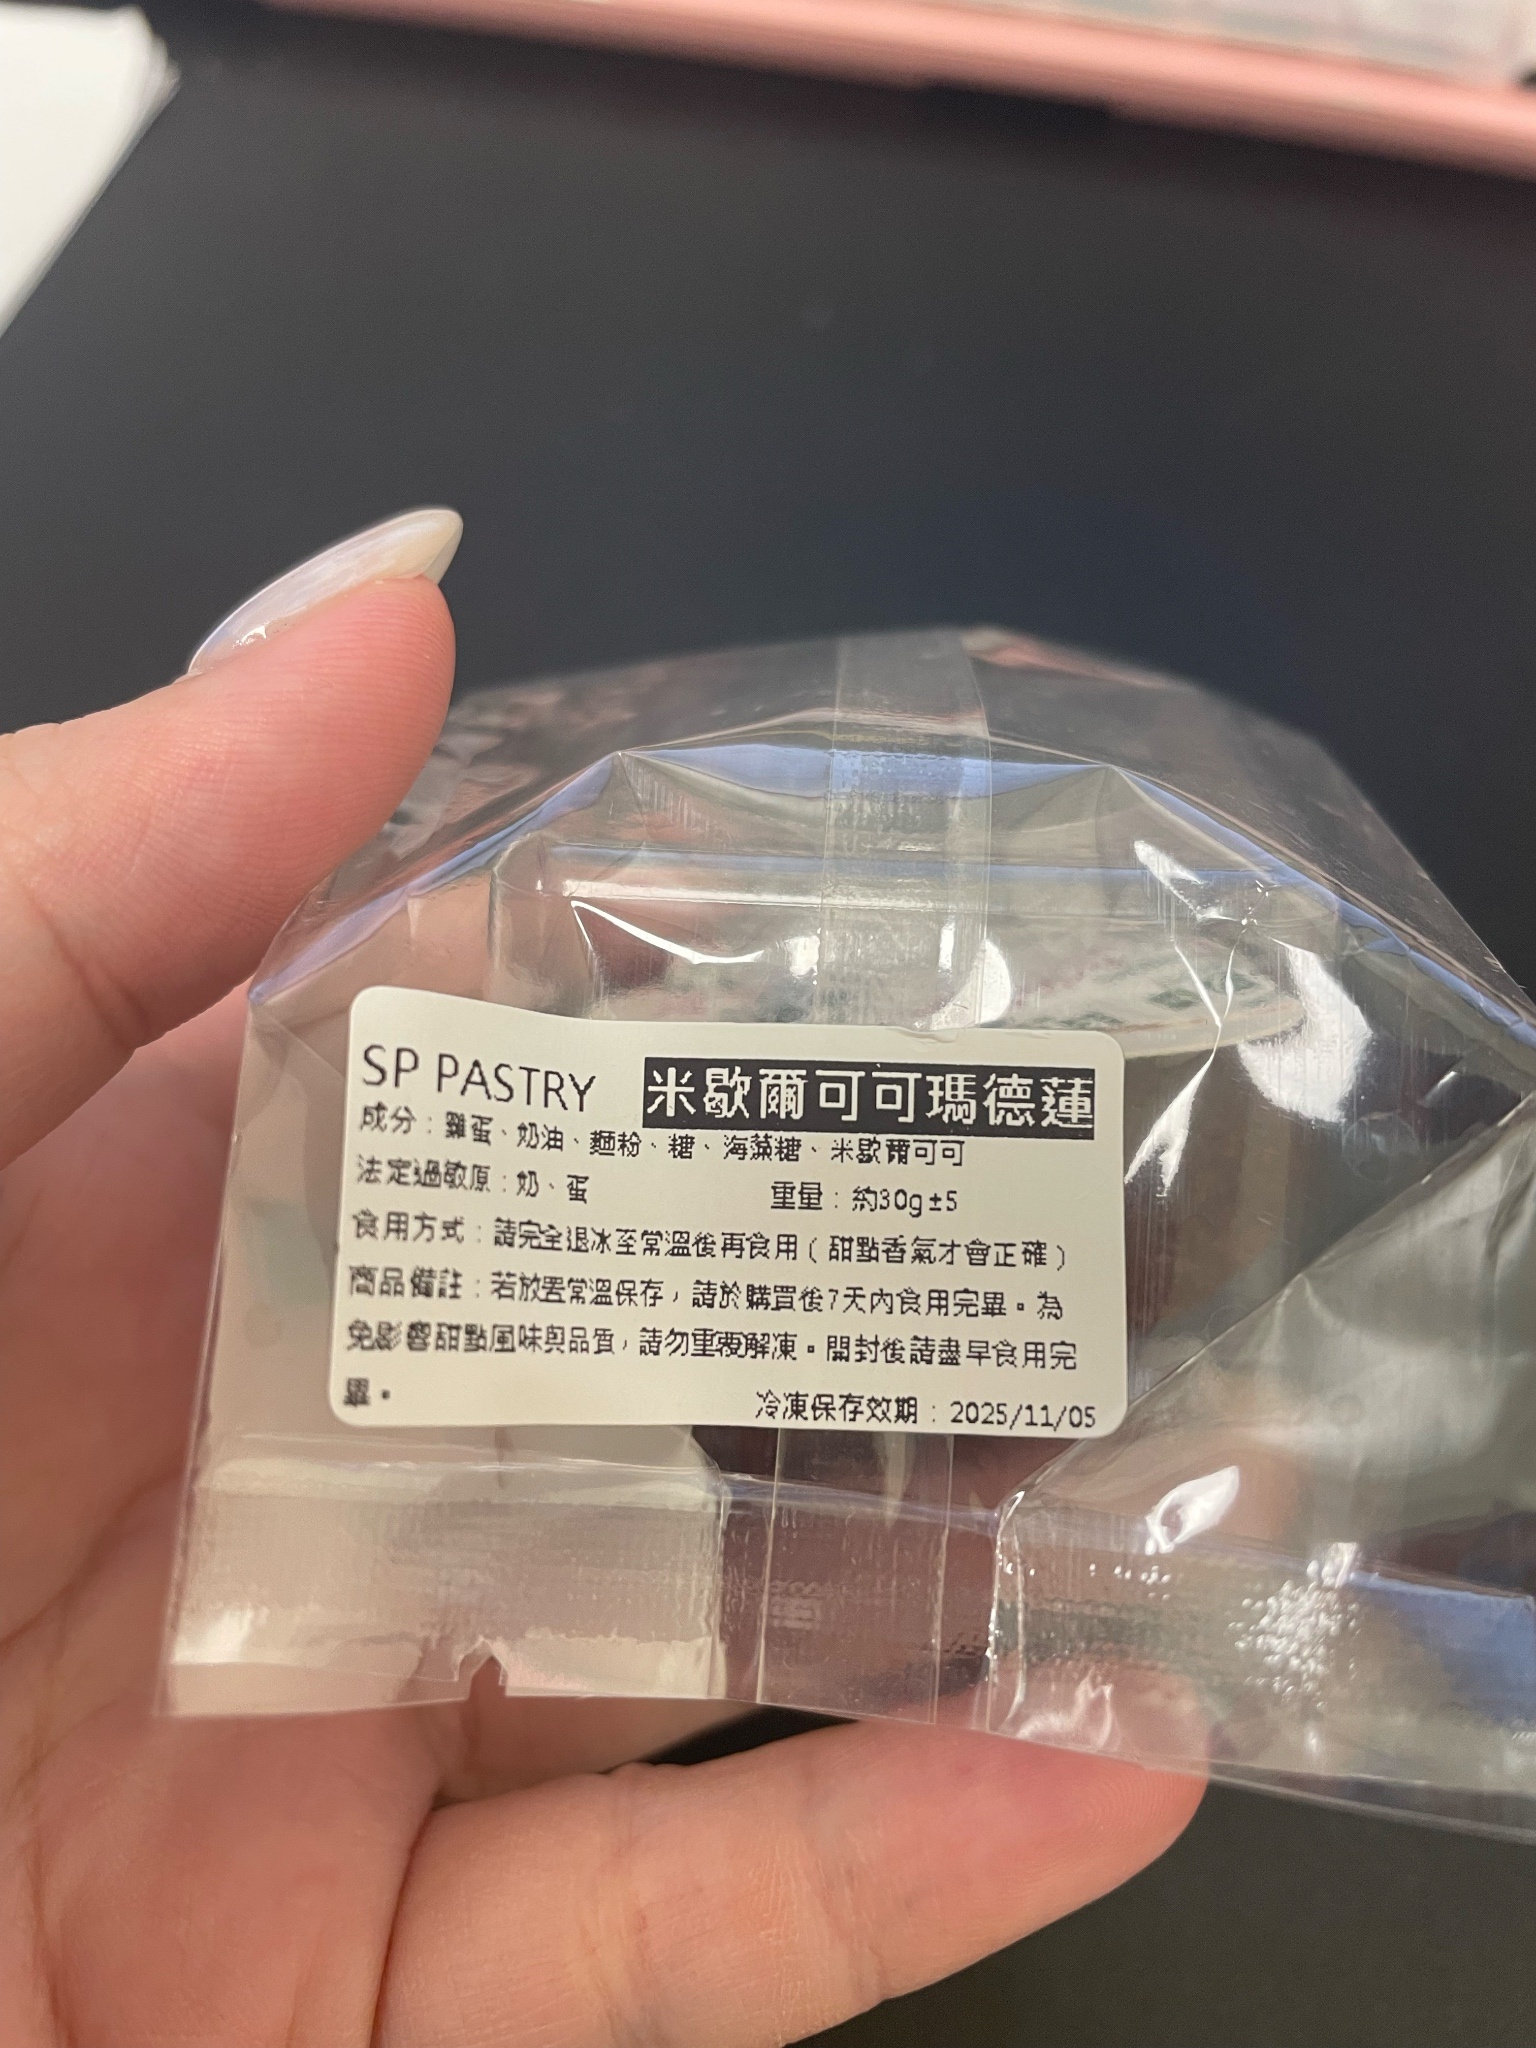 SP PASTRY 米歇爾可可瑪德蓮
成分：雞蛋、奶油、麵粉、糖、海藻糖、米歇爾可可
法定過敏原：奶、蛋 重量：約30g±5
食用方式：請完全退冰至常溫後再食用（甜點香氣才會正確）
商品備註：若放置常溫保存，請於購買後7天內食用完畢。為
免影響甜點風味與品質，請勿重覆解凍。開封後請盡早食用完
畢。
冷凍保存效期：2025/11/05